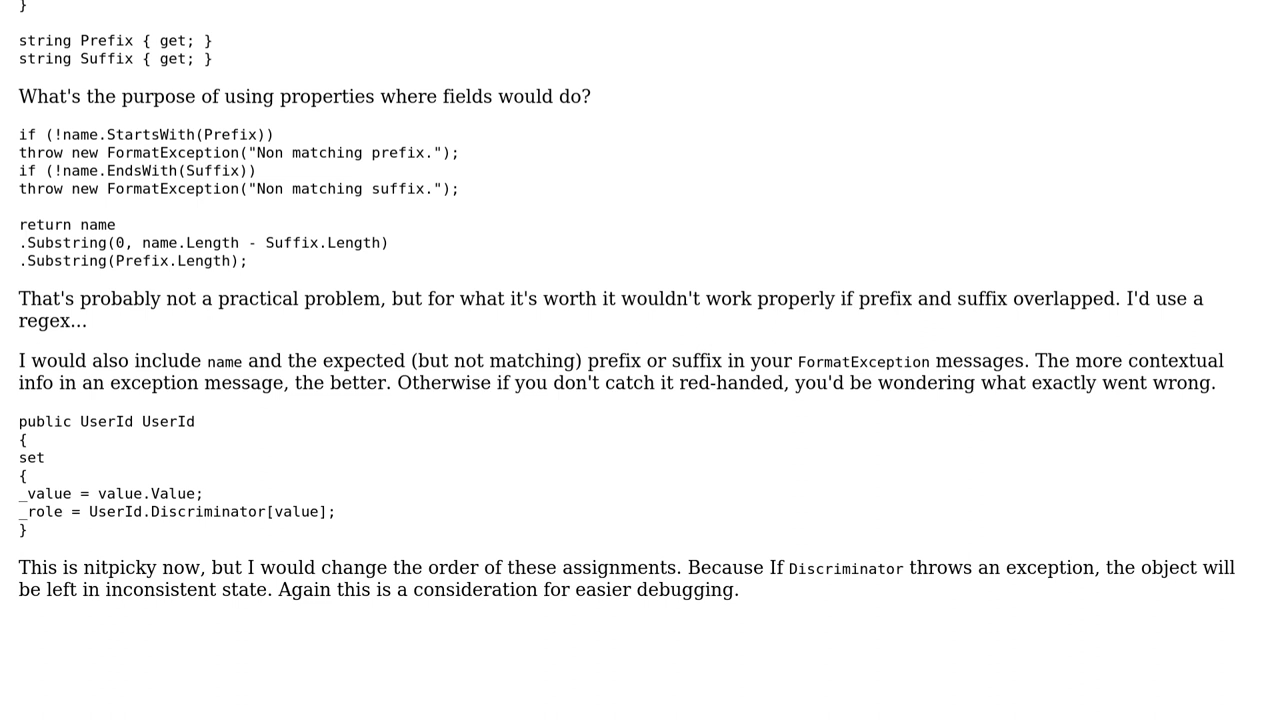 }
string Prefix { get; }
string Suffix { get; }
What's the purpose of using properties where fields would do?
if (!name.StartsWith(Prefix))
throw new FormatException("Non matching prefix.");
if (!name.EndsWith(Suffix))
throw new FormatException("Non matching suffix.");
return name
.Substring(0, name.Length - Suffix.Length)
.Substring(Prefix.Length);
That's probably not a practical problem, but for what it's worth it wouldn't work properly if prefix and suffix overlapped. I'd use a
regex...
I would also include name and the expected (but not matching) prefix or suffix in your FormatException messages. The more contextual
info in an exception message, the better. Otherwise if you don't catch it red-handed, you'd be wondering what exactly went wrong.
public UserId UserId
{
set
{
_value = value.Value;
_role = UserId.Discriminator[value];
}
This is nitpicky now, but I would change the order of these assignments. Because If Discriminator throws an exception, the object will
be left in inconsistent state. Again this is a consideration for easier debugging.